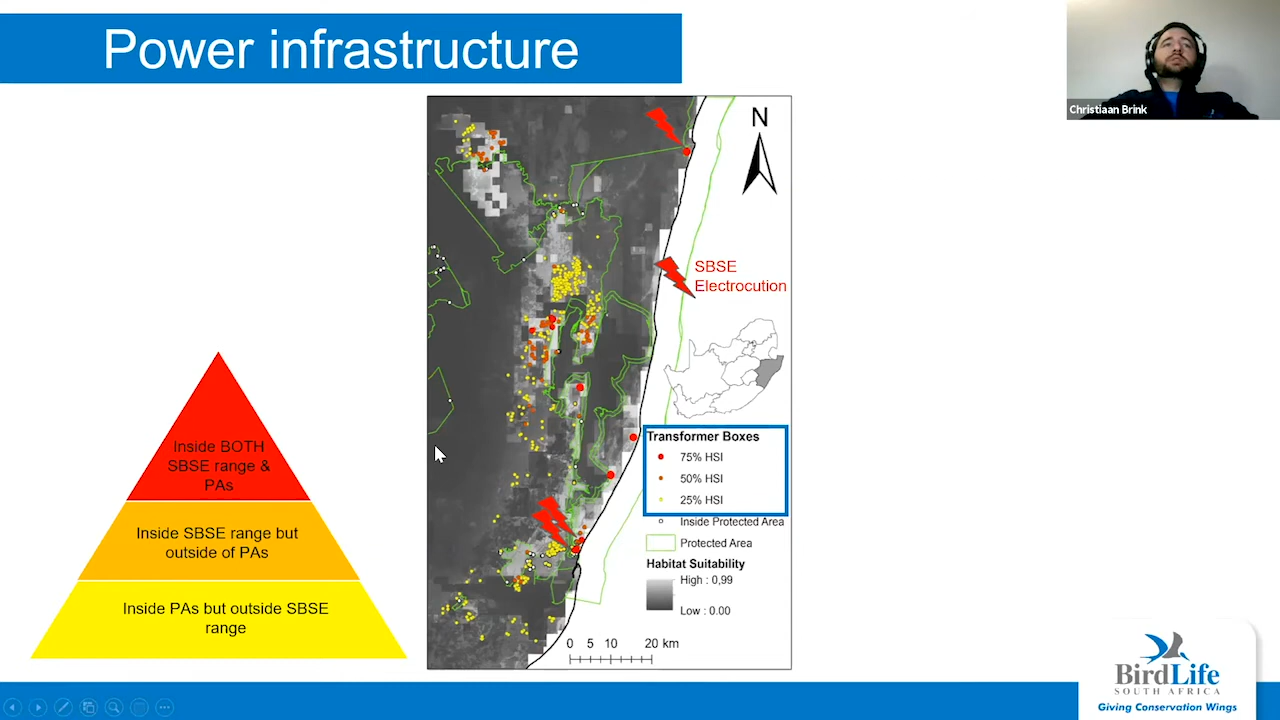 Power infrastructure
Christiaan Brink
N
SBSE
Electrocution
Transformer Boxes
75% HSI
50% HSI
25% HSI
Inside Protected Area
Protected Area
Habitat Suitability
High : 0,99
Low : 0.00
0 5 10 20 km
Inside BOTH
SBSE range &
PAs
Inside SBSE range but
outside of PAs
Inside PAs but outside SBSE
range
BirdLife
SOUTH AFRICA
Giving Conservation Wings